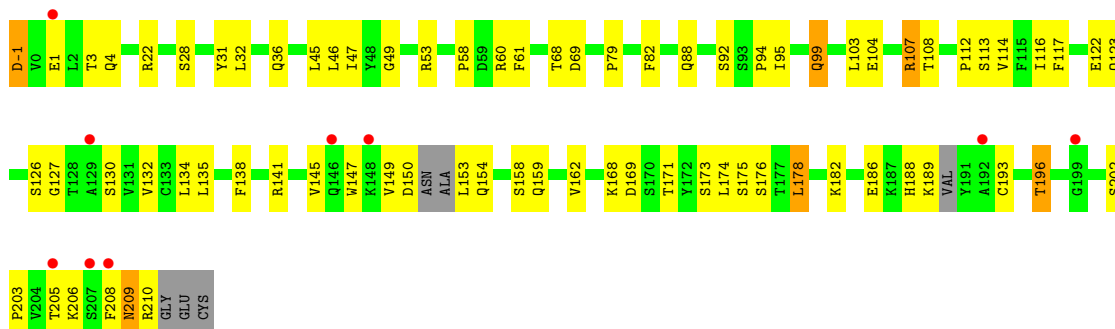 D-1 V0 E1 L2 T3 Q4 R22 S28 Y31 L32 Q36 L45 L46 I47 Y48 G49 R53 P58 D59 R60 F61 T68 D69 P79 F82 Q88 S92 S93 P94 I95 Q99 L103 E104 R107 T108 P112 S113 V114 F115 I116 F117 E122 Q123
S126 G127 T128 A129 S130 V131 V132 C133 L134 L135 F138 R141 V145 Q146 W147 K148 V149 D150 ASN ALA L153 Q154 S158 Q159 V162 K168 D169 S170 T171 Y172 S173 L174 S175 S176 T177 L178 K182 E186 K187 H188 K189 VAL Y191 A192 C193 T196 G199 S202
P203 V204 T205 K206 S207 F208 N209 R210 GLY GLU CYS